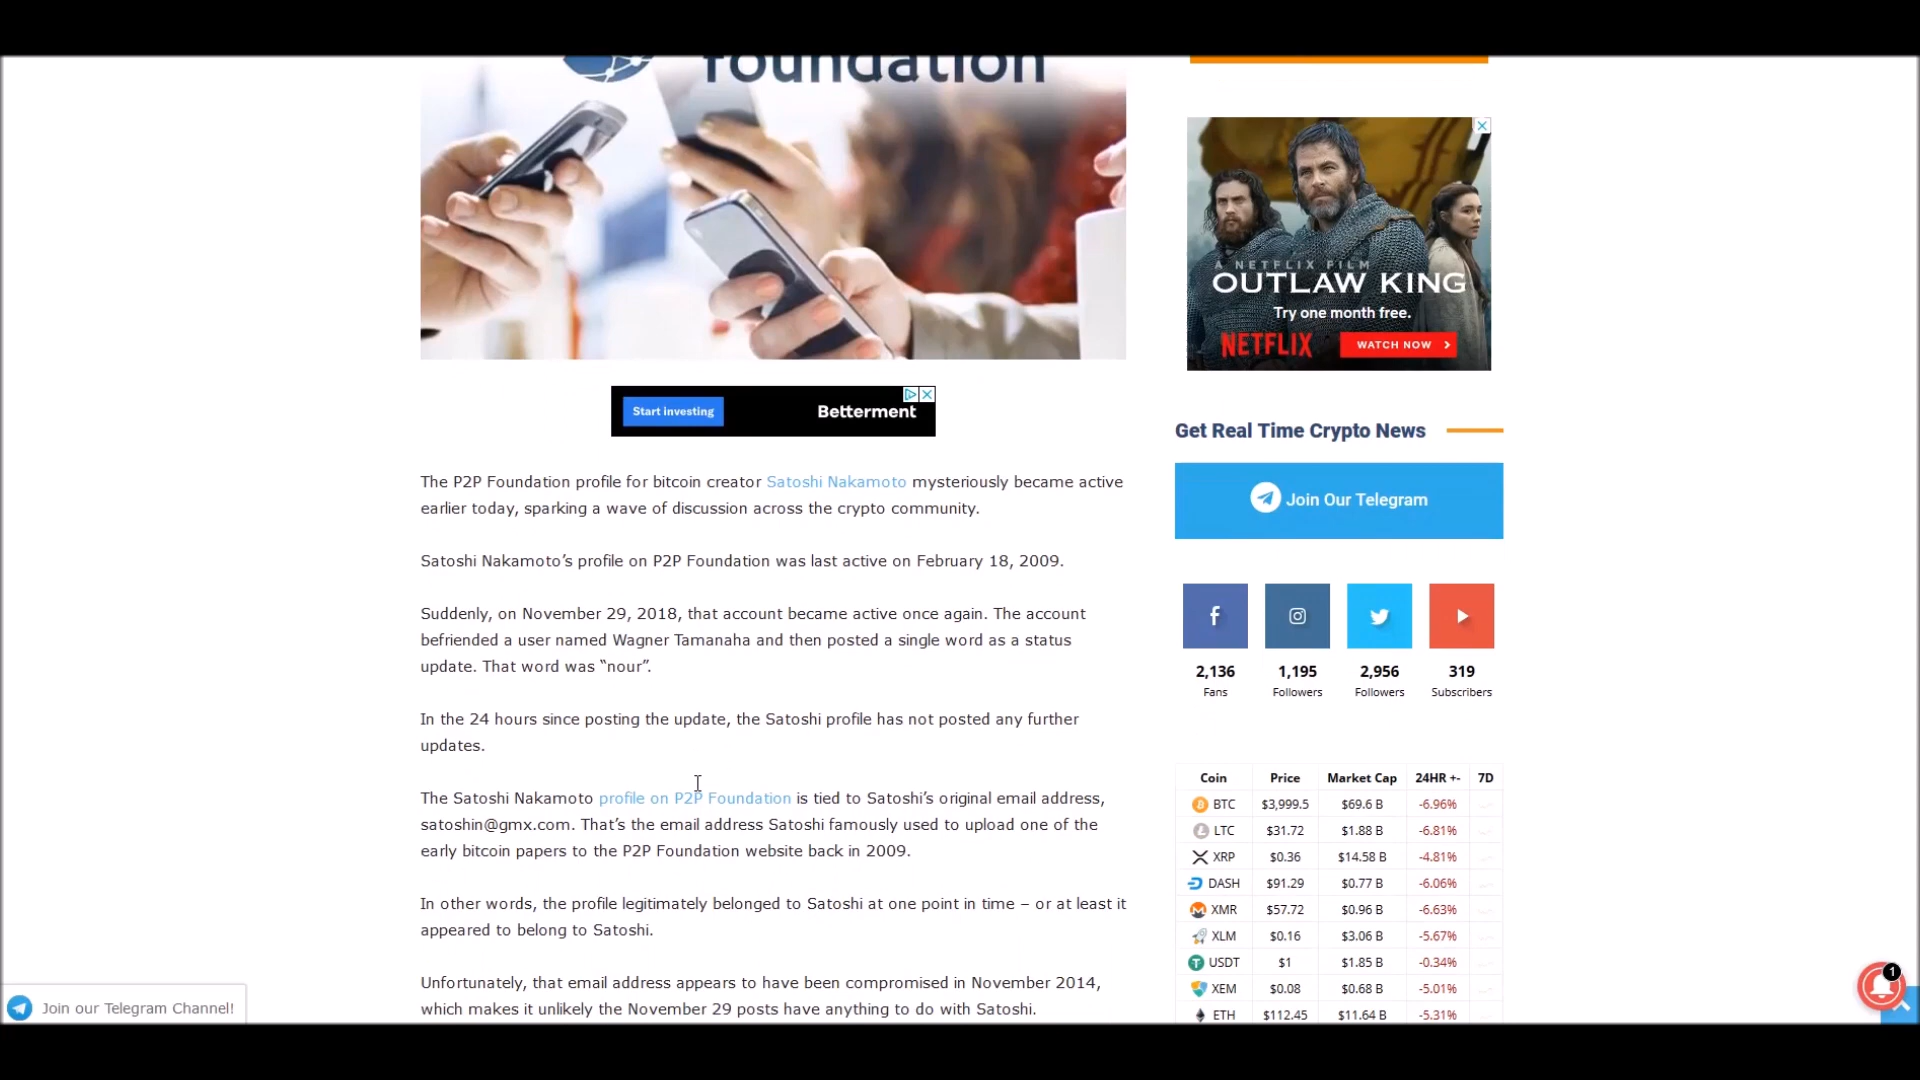 foundation
A NETFLIX FILM
OUTLAW KING
Try one month free.
NETFLIX
WATCH NOW
Start investing
Betterment
The P2P Foundation profile for bitcoin creator Satoshi Nakamoto mysteriously became active
earlier today, sparking a wave of discussion across the crypto community.
Satoshi Nakamoto’s profile on P2P Foundation was last active on February 18, 2009.
Suddenly, on November 29, 2018, that account became active once again. The account
befriended a user named Wagner Tamanaha and then posted a single word as a status
update. That word was “nour”.
In the 24 hours since posting the update, the Satoshi profile has not posted any further
updates.
The Satoshi Nakamoto profile on P2P Foundation is tied to Satoshi’s original email address,
satoshin@gmx.com. That’s the email address Satoshi famously used to upload one of the
early bitcoin papers to the P2P Foundation website back in 2009.
In other words, the profile legitimately belonged to Satoshi at one point in time – or at least it
appeared to belong to Satoshi.
Unfortunately, that email address appears to have been compromised in November 2014,
which makes it unlikely the November 29 posts have anything to do with Satoshi.
Get Real Time Crypto News
Join Our Telegram
2,136 1,195 2,956 319
Fans Followers Followers Subscribers
Coin Price Market Cap 24HR +- 7D
BTC $3,999.5 $69.6 B -6.96%
LTC $31.72 $1.88 B -6.81%
XRP $0.36 $14.58 B -4.81%
DASH $91.29 $0.77 B -6.06%
XMR $57.72 $0.96 B -6.63%
XLM $0.16 $3.06 B -5.67%
USDT $1 $1.85 B -0.34%
XEM $0.08 $0.68 B -5.01%
ETH $112.45 $11.64 B -5.31%
Join our Telegram Channel!
1